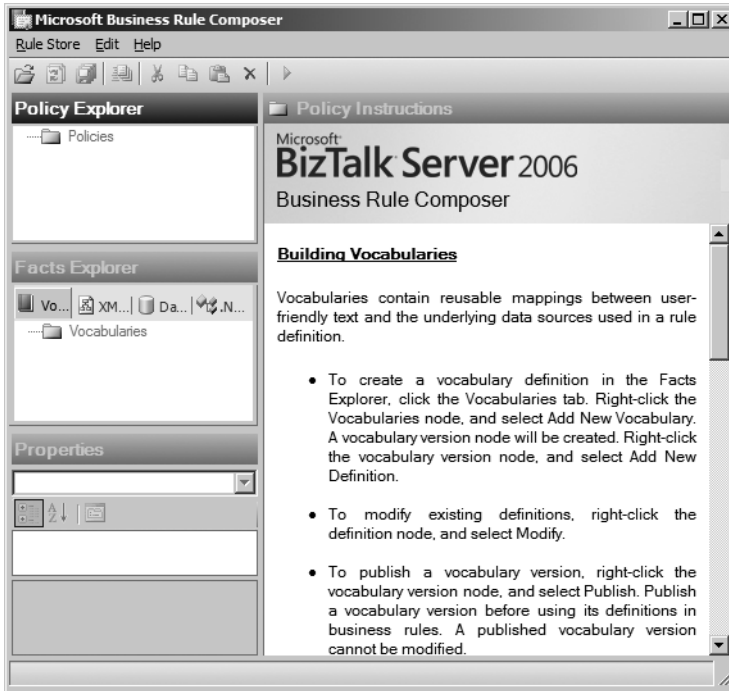 Microsoft Business Rule Composer
Rule Store Edit Help
Policy Explorer
Policies
Facts Explorer
Vo... XM... Da... .N...
Vocabularies
Properties
Policy Instructions
Microsoft
BizTalk Server 2006
Business Rule Composer
Building Vocabularies
Vocabularies contain reusable mappings between user-
friendly text and the underlying data sources used in a rule
definition.
• To create a vocabulary definition in the Facts
Explorer, click the Vocabularies tab. Right-click the
Vocabularies node, and select Add New Vocabulary.
A vocabulary version node will be created. Right-click
the vocabulary version node, and select Add New
Definition.
• To modify existing definitions, right-click the
definition node, and select Modify.
• To publish a vocabulary version, right-click the
vocabulary version node, and select Publish. Publish
a vocabulary version before using its definitions in
business rules. A published vocabulary version
cannot be modified.